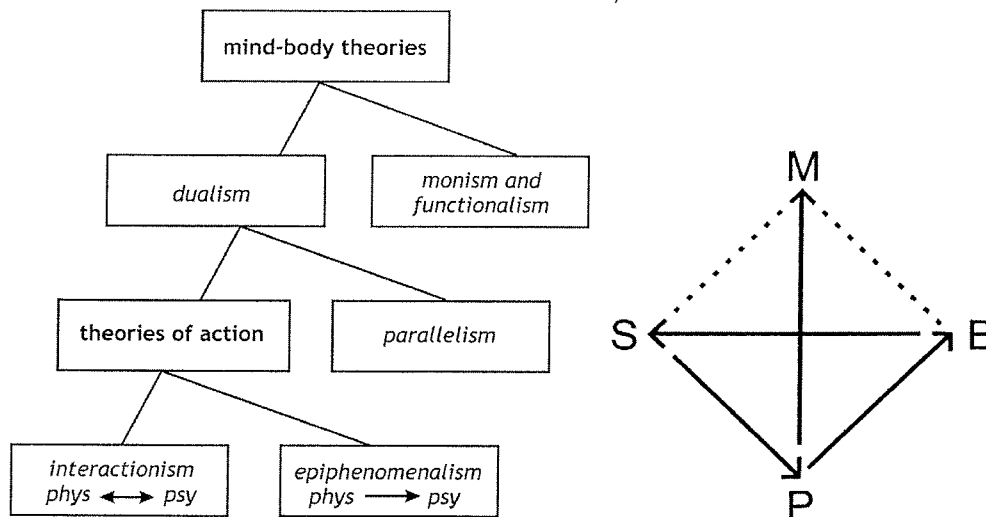 mind-body theories
dualism
monism and
functionalism
theories of action
parallelism
interactionism
phys ⟷ psy
epiphenomenalism
phys ⟶ psy
M
S
B
P